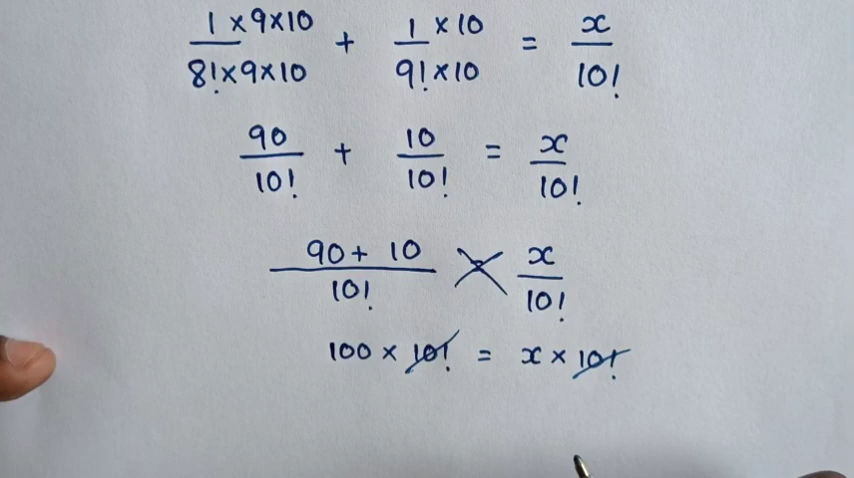 1 × 9 × 10 / 8! × 9 × 10 + 1 × 10 / 9! × 10 = x / 10!
90 / 10! + 10 / 10! = x / 10!
90 + 10 / 10! × x / 10!
100 × 10! = x × 10!